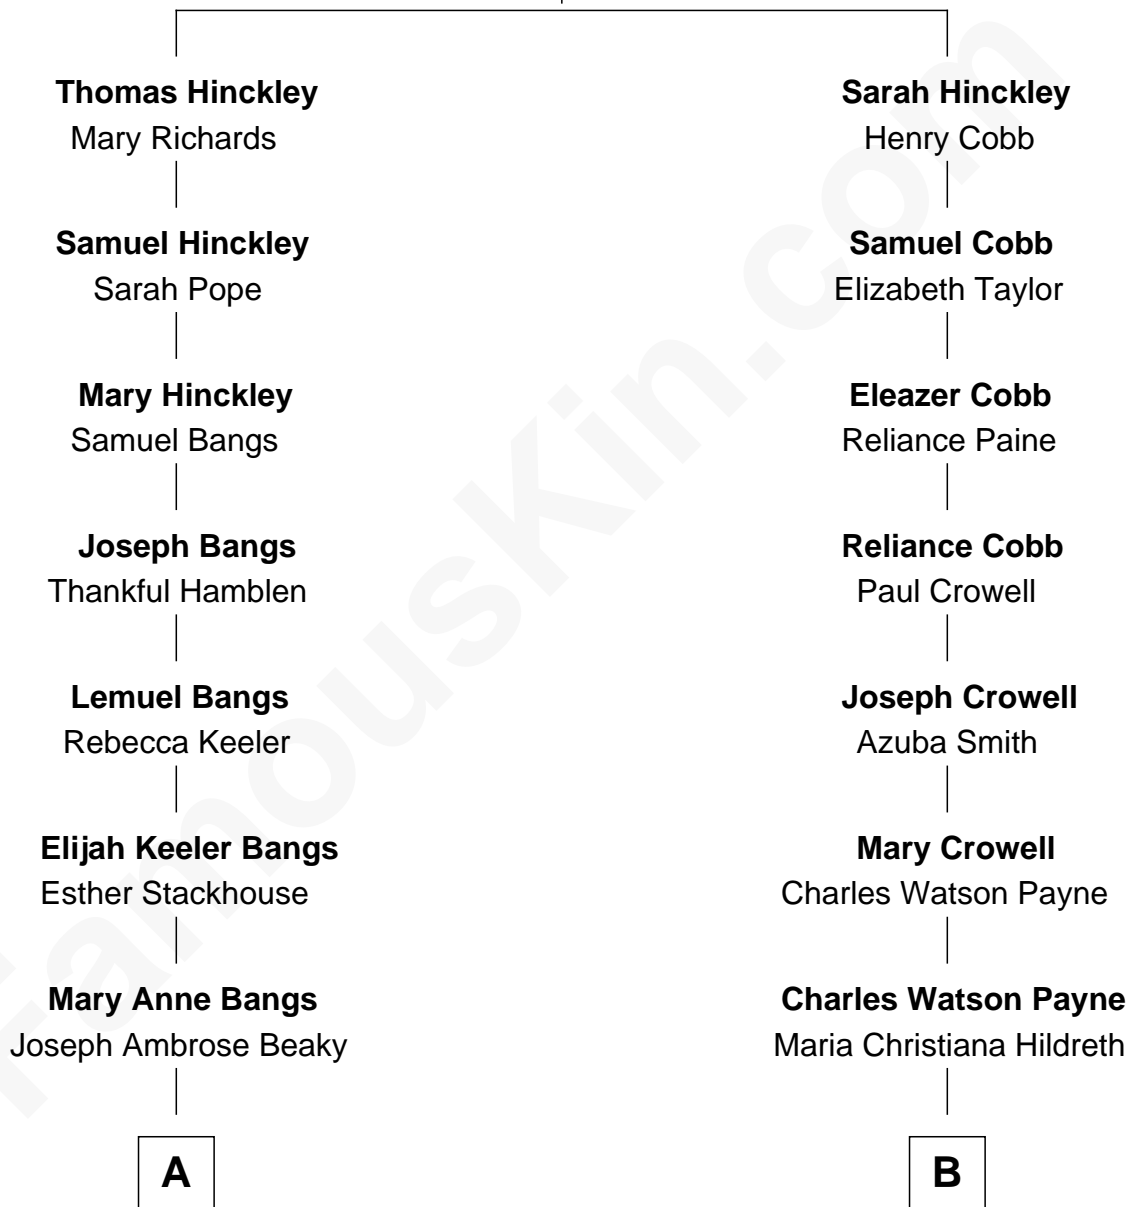 Thomas Hinckley
Mary Richards
Sarah Hinckley
Henry Cobb
Samuel Hinckley
Sarah Pope
Samuel Cobb
Elizabeth Taylor
Mary Hinckley
Samuel Bangs
Eleazer Cobb
Reliance Paine
Joseph Bangs
Thankful Hamblen
Reliance Cobb
Paul Crowell
Lemuel Bangs
Rebecca Keeler
Joseph Crowell
Azuba Smith
Elijah Keeler Bangs
Esther Stackhouse
Mary Crowell
Charles Watson Payne
Mary Anne Bangs
Joseph Ambrose Beaky
Charles Watson Payne
Maria Christiana Hildreth
A
B
FamousKin.com